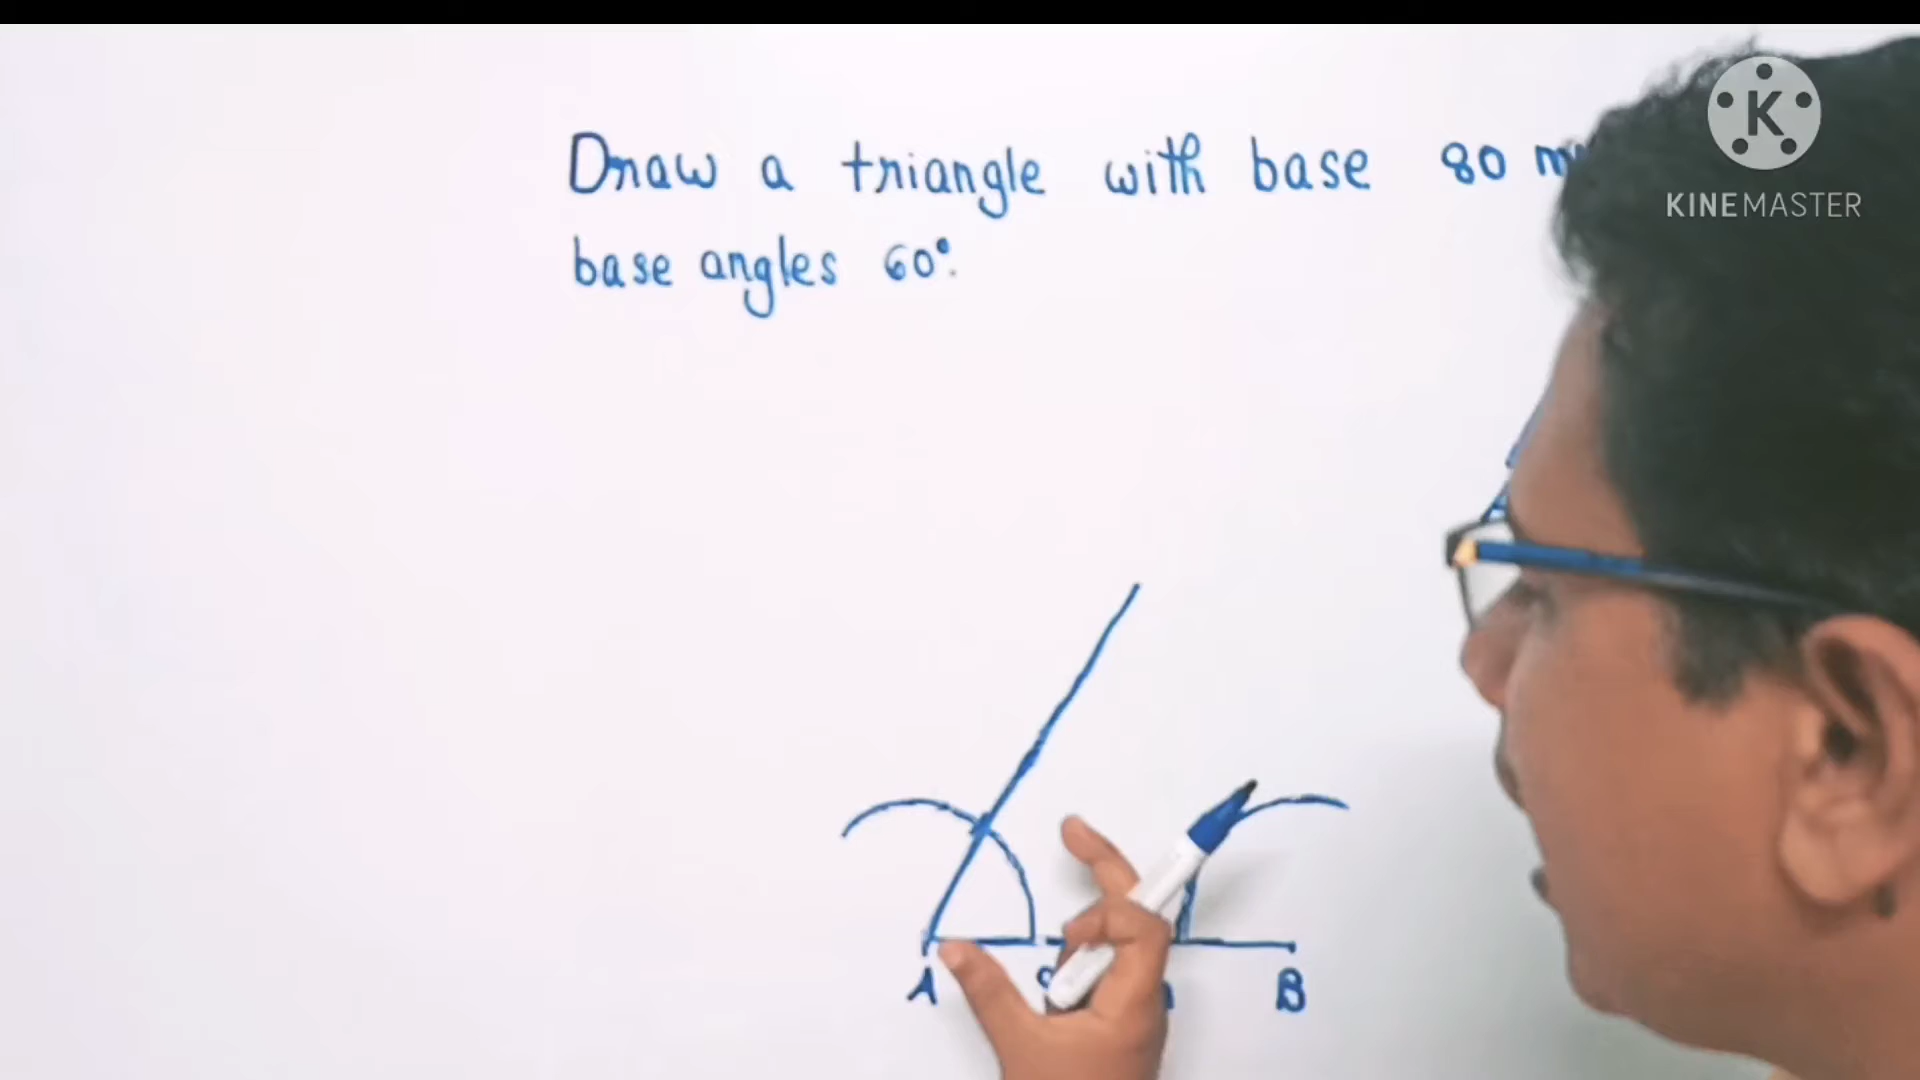 Draw a triangle with base 80
base angles 60°.
K
KINEMASTER
A
B